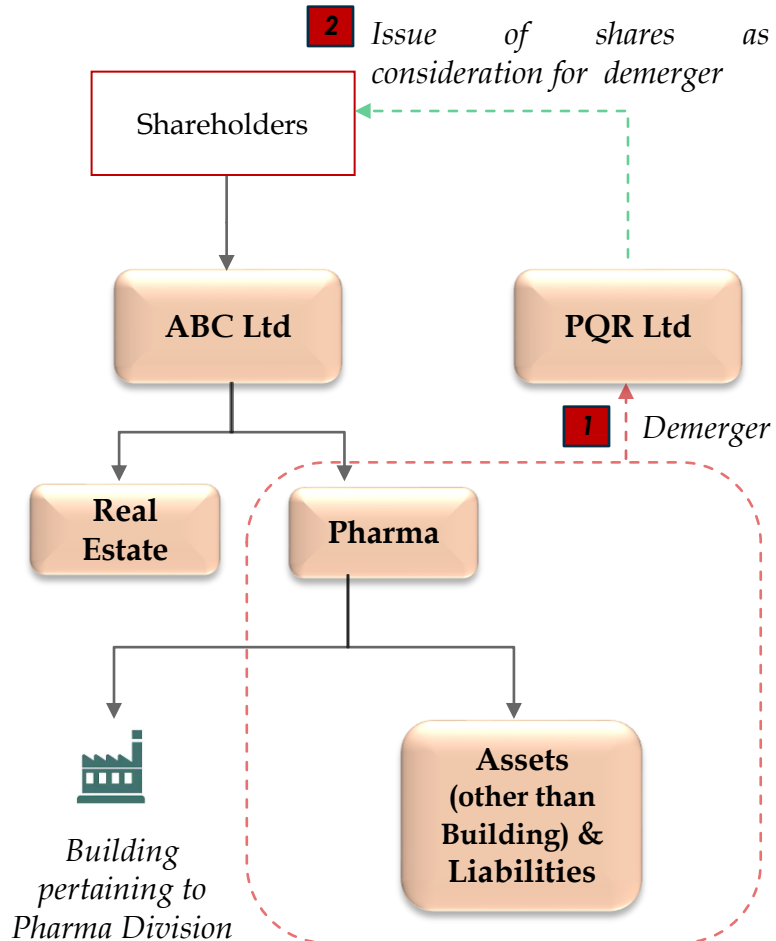 2
Issue of shares as
consideration for demerger
Shareholders
ABC Ltd
PQR Ltd
1
Demerger
Real
Estate
Pharma
Assets
(other than
Building) &
Liabilities
Building
pertaining to
Pharma Division